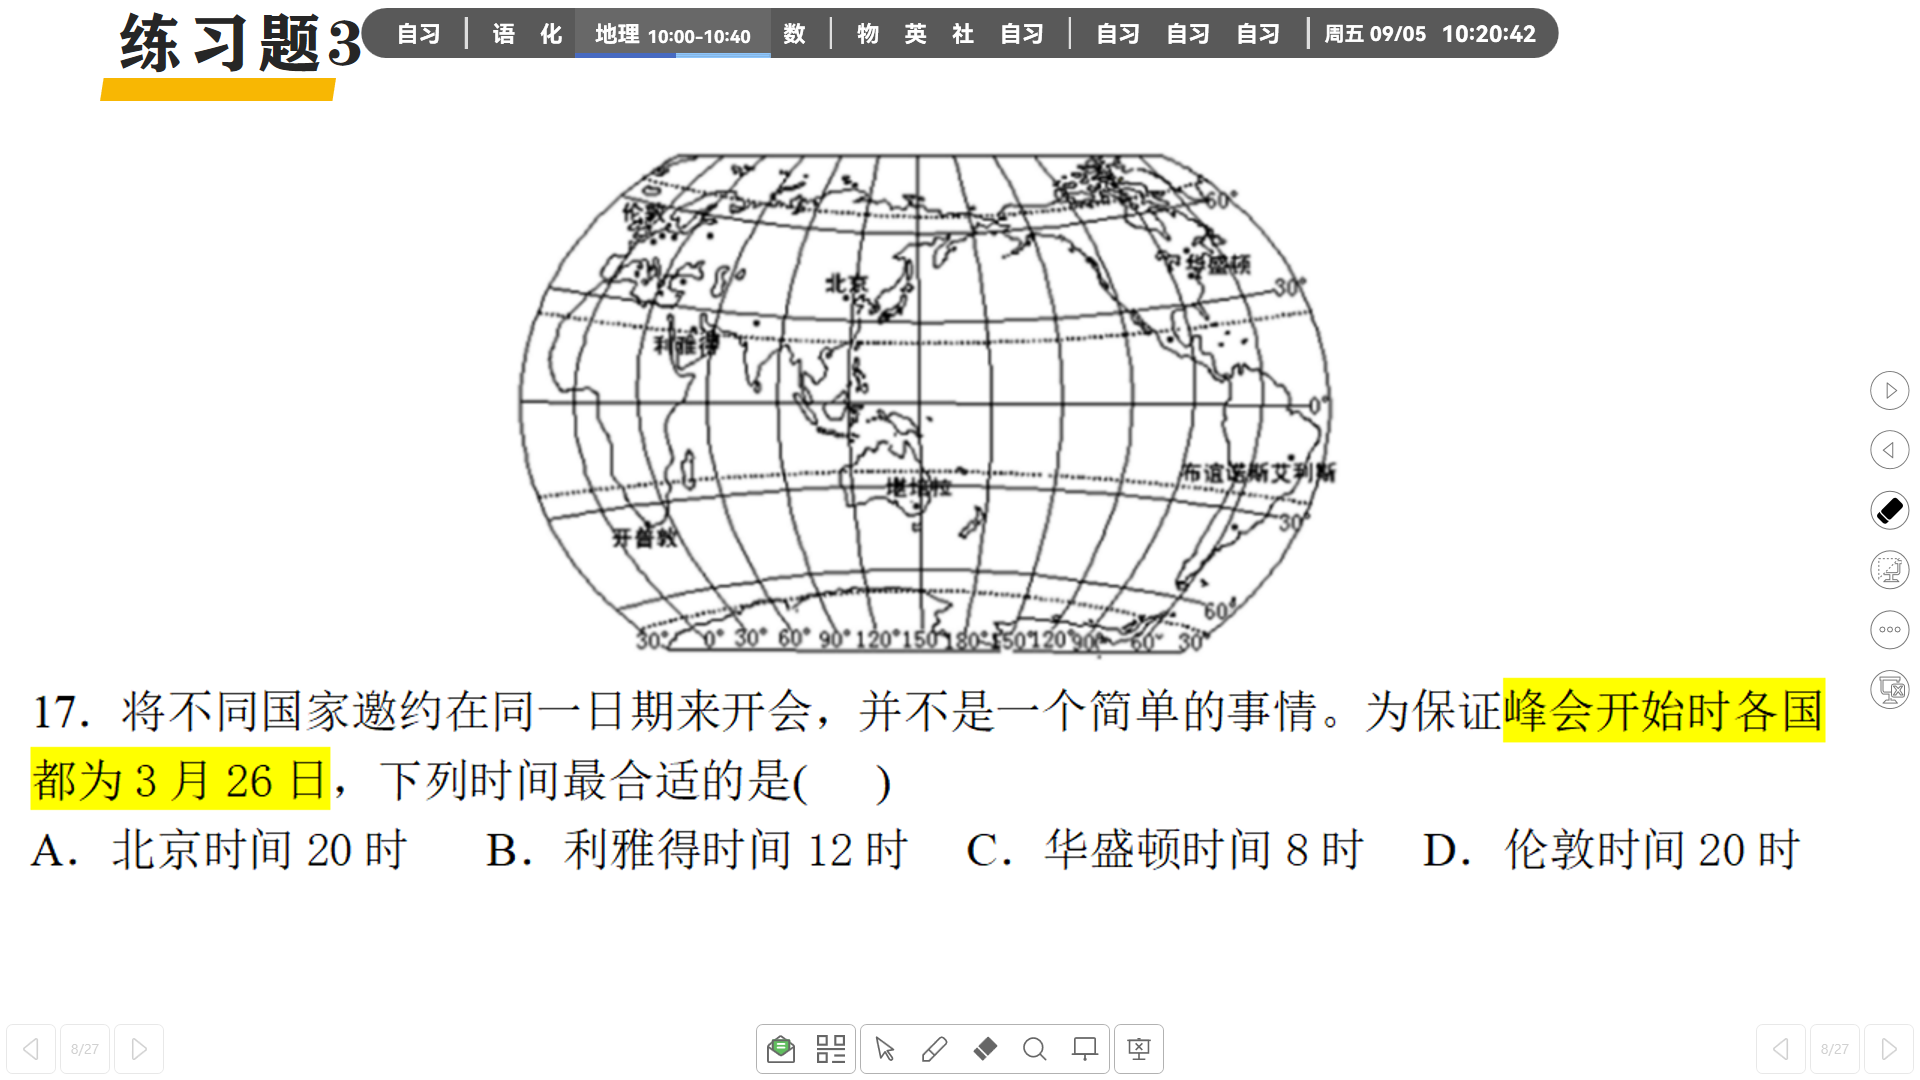 练习题3
自习 语 化 地理 10:00-10:40 数 物 英 社 自习 自习 自习 自习 周五 09/05 10:20:42
60°
伦敦
华盛顿
北京
30°
利雅得
0°
布宜诺斯艾利斯
堪培拉
30°
开普敦
60°
30° 0° 30° 60° 90° 120° 150° 180° 150° 120° 90° 60° 30°
17. 将不同国家邀约在同一日期来开会，并不是一个简单的事情。为保证峰会开始时各国
都为 3 月 26 日，下列时间最合适的是( )
A. 北京时间 20 时 B. 利雅得时间 12 时 C. 华盛顿时间 8 时 D. 伦敦时间 20 时
8/27 8/27